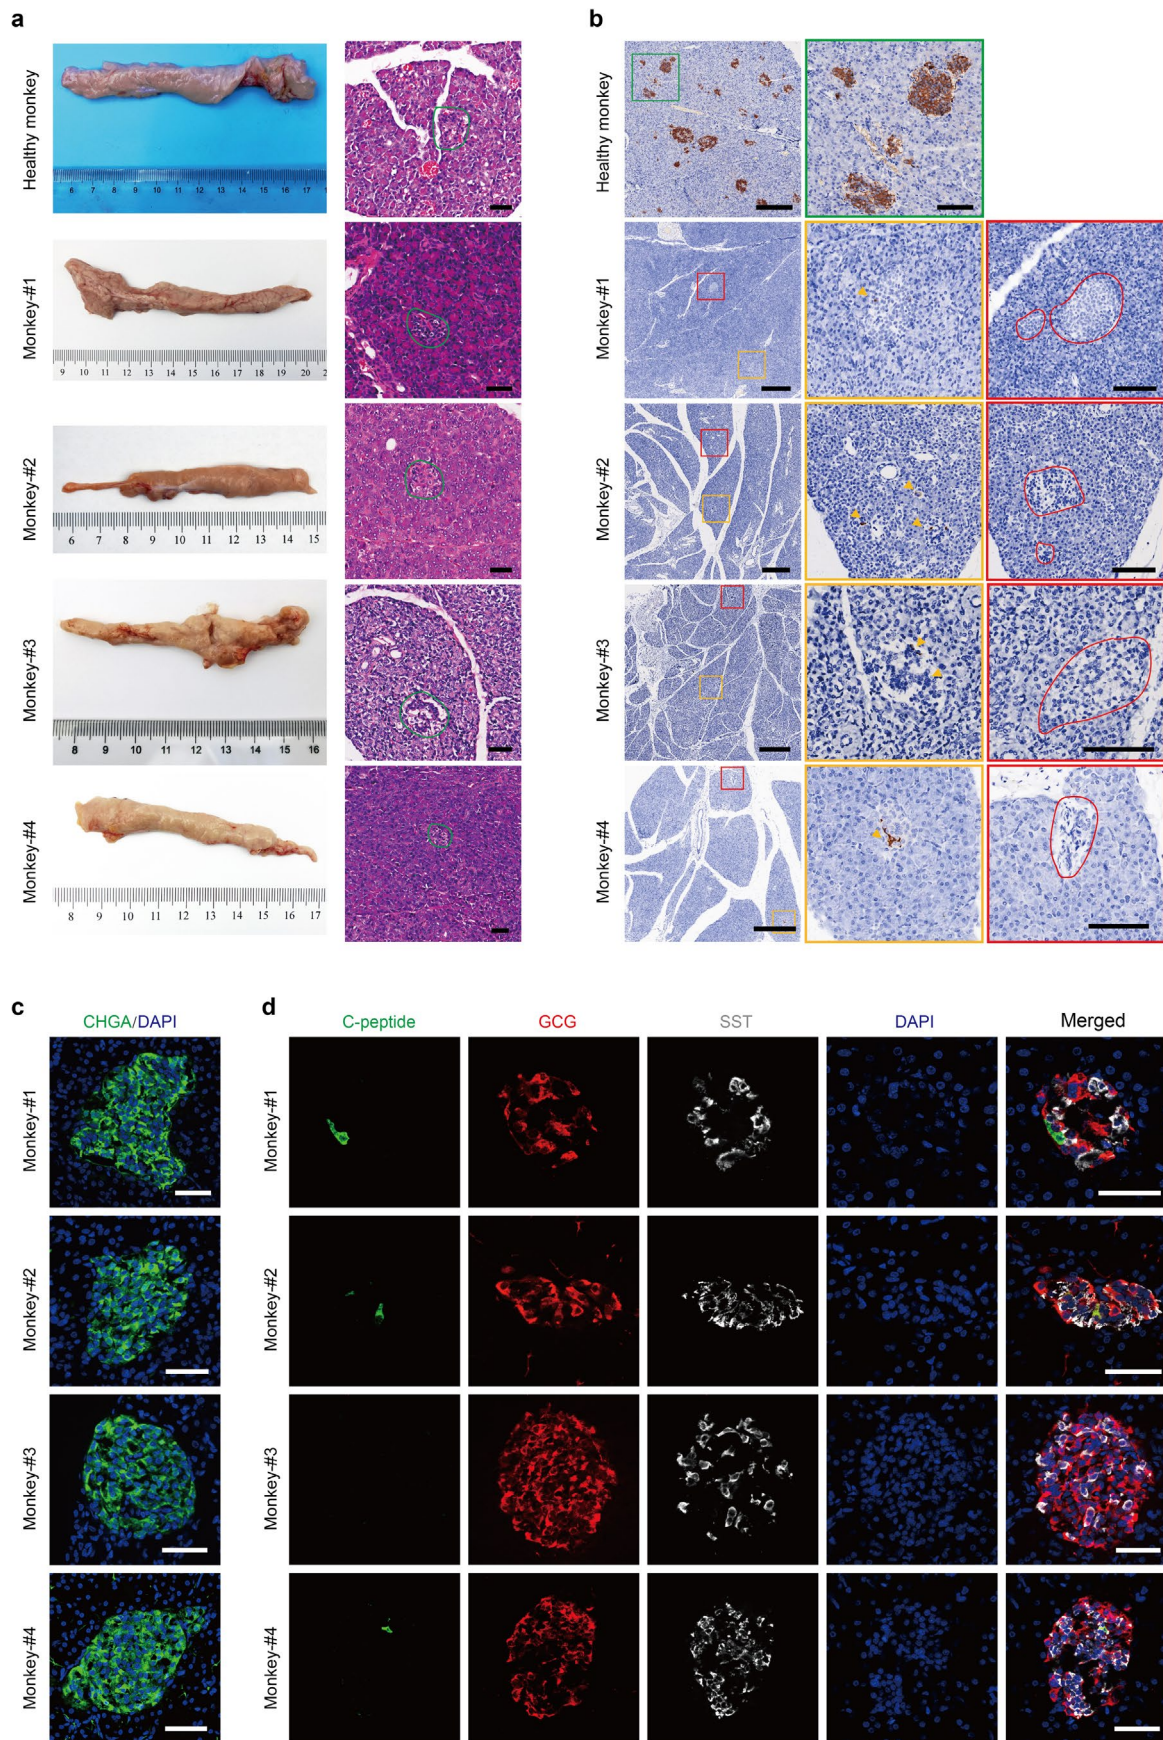 a
b
Healthy monkey
6 7 8 9 10 11 12 13 14 15 16 17
Healthy monkey
Monkey-#1
9 10 11 12 13 14 15 16 17 18 19 20 2
Monkey-#1
Monkey-#2
6 7 8 9 10 11 12 13 14 15
Monkey-#2
Monkey-#3
8 9 10 11 12 13 14 15 16
Monkey-#3
Monkey-#4
8 9 10 11 12 13 14 15 16 17
Monkey-#4
c
d
CHGA/DAPI
C-peptide
GCG
SST
DAPI
Merged
Monkey-#1
Monkey-#1
Monkey-#2
Monkey-#2
Monkey-#3
Monkey-#3
Monkey-#4
Monkey-#4